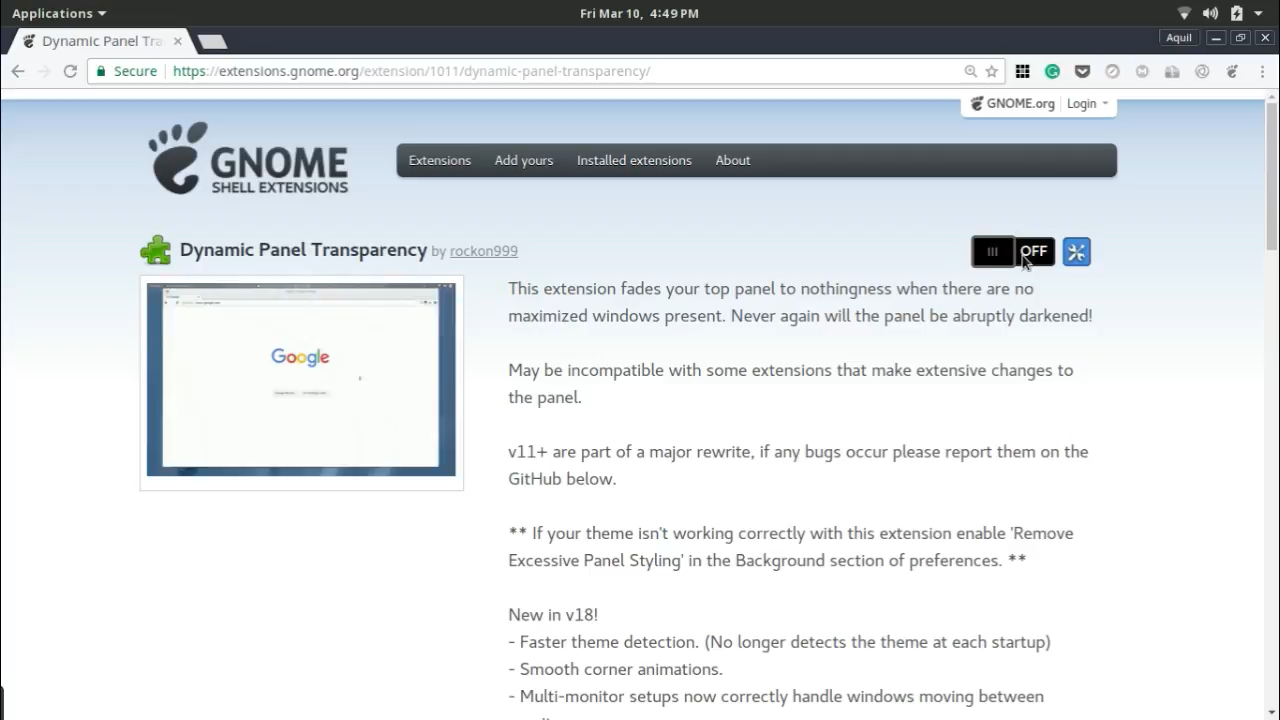 Applications
Fri Mar 10, 4:49 PM
Dynamic Panel Tra
Aquil
Secure
https://extensions.gnome.org/extension/1011/dynamic-panel-transparency/
GNOME.org
Login
GNOME
SHELL EXTENSIONS
Extensions
Add yours
Installed extensions
About
Dynamic Panel Transparency by rockon999
OFF
Google
This extension fades your top panel to nothingness when there are no
maximized windows present. Never again will the panel be abruptly darkened!
May be incompatible with some extensions that make extensive changes to
the panel.
v11+ are part of a major rewrite, if any bugs occur please report them on the
GitHub below.
** If your theme isn't working correctly with this extension enable 'Remove
Excessive Panel Styling' in the Background section of preferences. **
New in v18!
- Faster theme detection. (No longer detects the theme at each startup)
- Smooth corner animations.
- Multi-monitor setups now correctly handle windows moving between